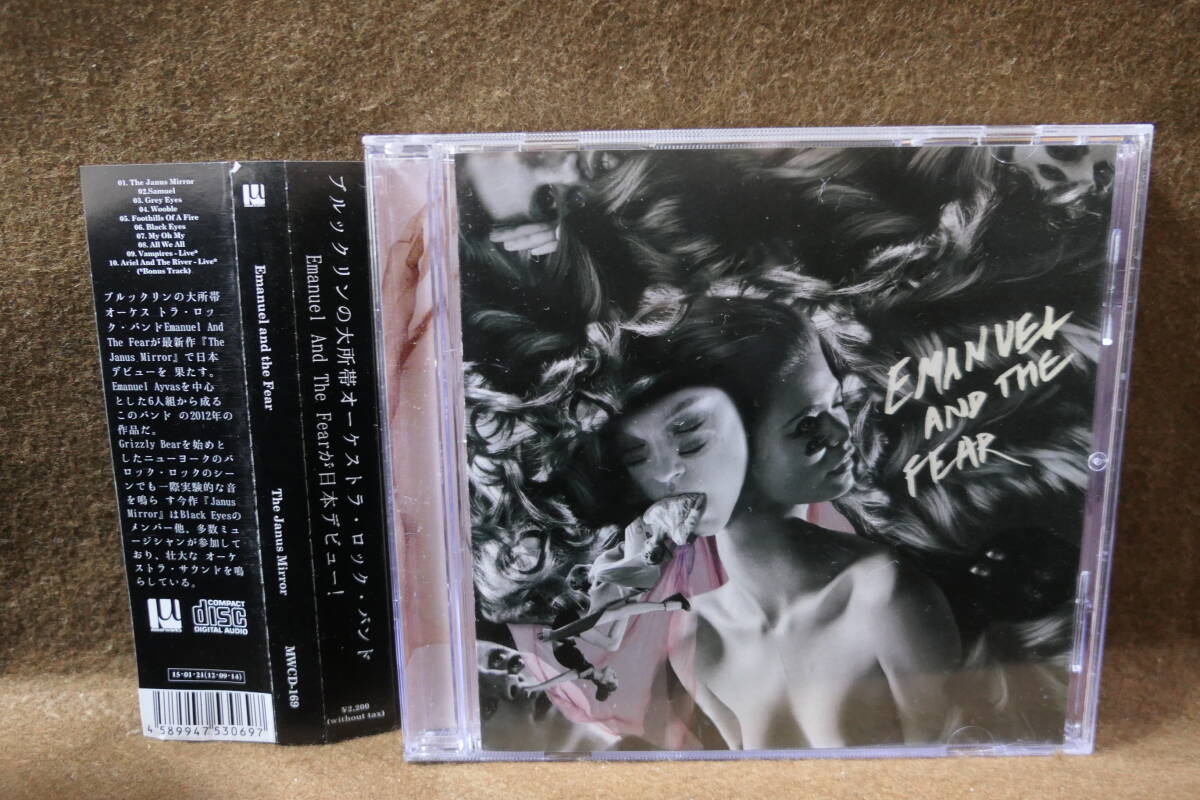 01. The Janus Mirror
02.Samuel
03. Grey Eyes
04. Wooble
05. Foothills Of A Fire
06. Black Eyes
07. My Oh My
08. All We All
09. Vampires - Live*
10. Ariel And The River - Live*
(*Bonus Track)
ブルックリンの大所帯
オーケス トラ・ロッ
ク・バンドEmanuel And
The Fearが最新作『The
Janus Mirror』で日本
デビューを 果たす。
Emanuel Ayvasを中心
とした6人組から成る
このバンド の2012年の
作品だ。
Grizzly Bearを始めと
したニューヨークのバ
ロック・ロックのシー
ンでも一際実験的な音
を鳴ら す今作『Janus
Mirror』はBlack Eyesの
メンバー他、多数ミュ
ージシャンが参加して
おり、壮大な オーケ
ストラ・サウンドを鳴
らしている。
μ
COMPACT
disc
DIGITAL AUDIO
15·01·21(12·09·14)
4 589947 530697
μ
Emanuel and the Fear
The Janus Mirror
MWCD-169
ブルックリンの大所帯オーケストラ・ロック・バンド
Emanuel And The Fearが日本デビュー!
¥2,200
(without tax)
EMANUEL
AND THE
FEAR